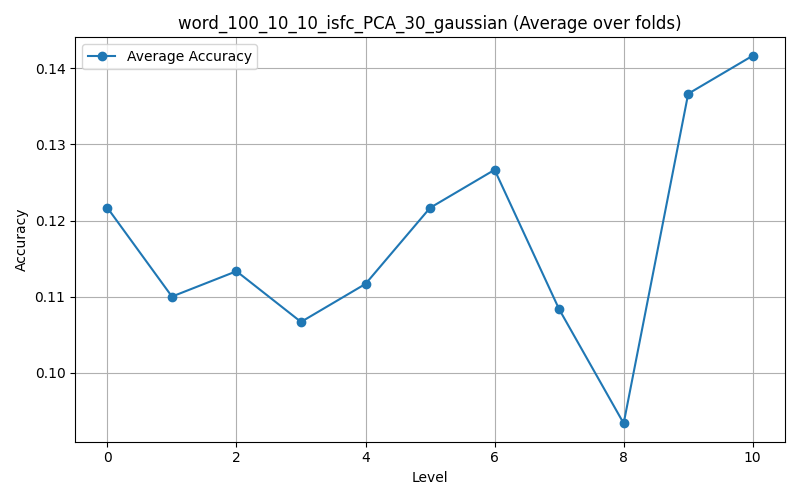 word_100_10_10_isfc_PCA_30_gaussian (Average over folds)
Average Accuracy
0.14
0.13
0.12
0.11
0.10
Accuracy
0 2 4 6 8 10
Level